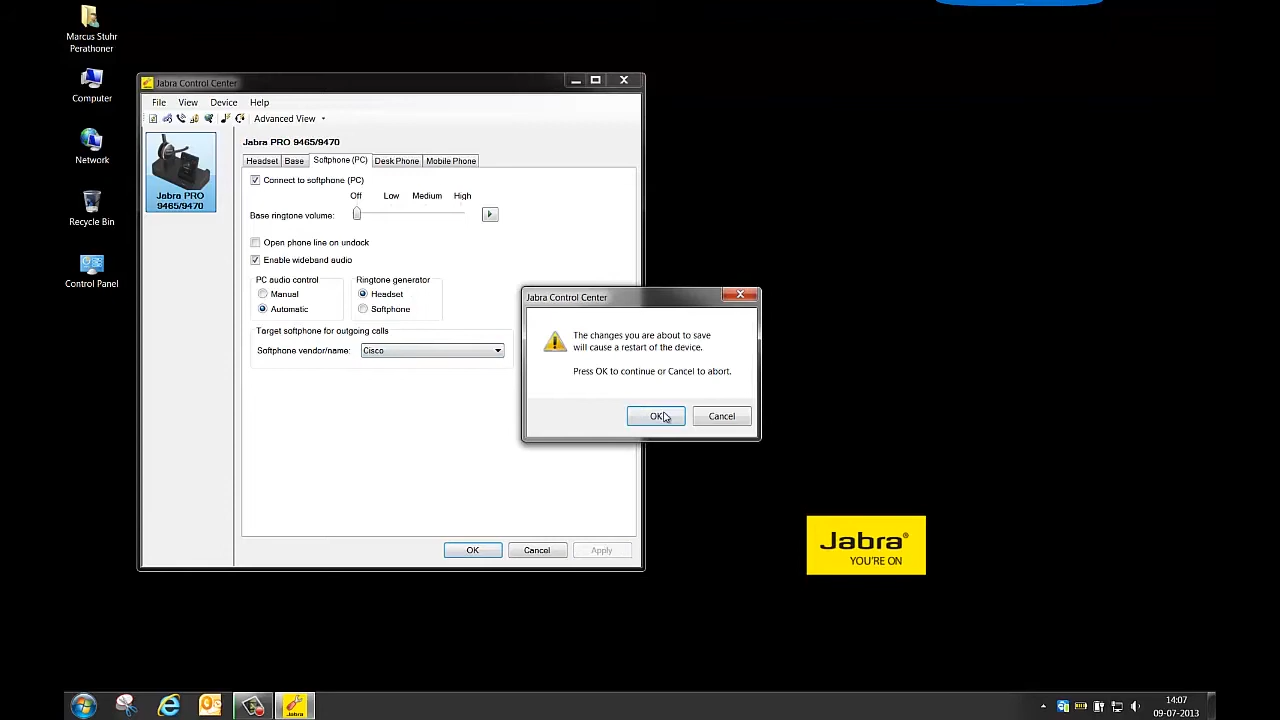 Marcus Stuhr
Perathoner
Computer
Network
Recycle Bin
Control Panel
Jabra Control Center
File View Device Help
Advanced View
Jabra PRO 9465/9470
Jabra PRO
9465/9470
Headset Base Softphone (PC) Desk Phone Mobile Phone
Connect to softphone (PC)
Off Low Medium High
Base ringtone volume:
Open phone line on undock
Enable wideband audio
PC audio control Ringtone generator
Manual Headset
Automatic Softphone
Target softphone for outgoing calls
Softphone vendor/name: Cisco
OK Cancel Apply
Jabra Control Center
The changes you are about to save
will cause a restart of the device.
Press OK to continue or Cancel to abort.
OK Cancel
Jabra®
YOU'RE ON
Jabra
14:07
09-07-2013